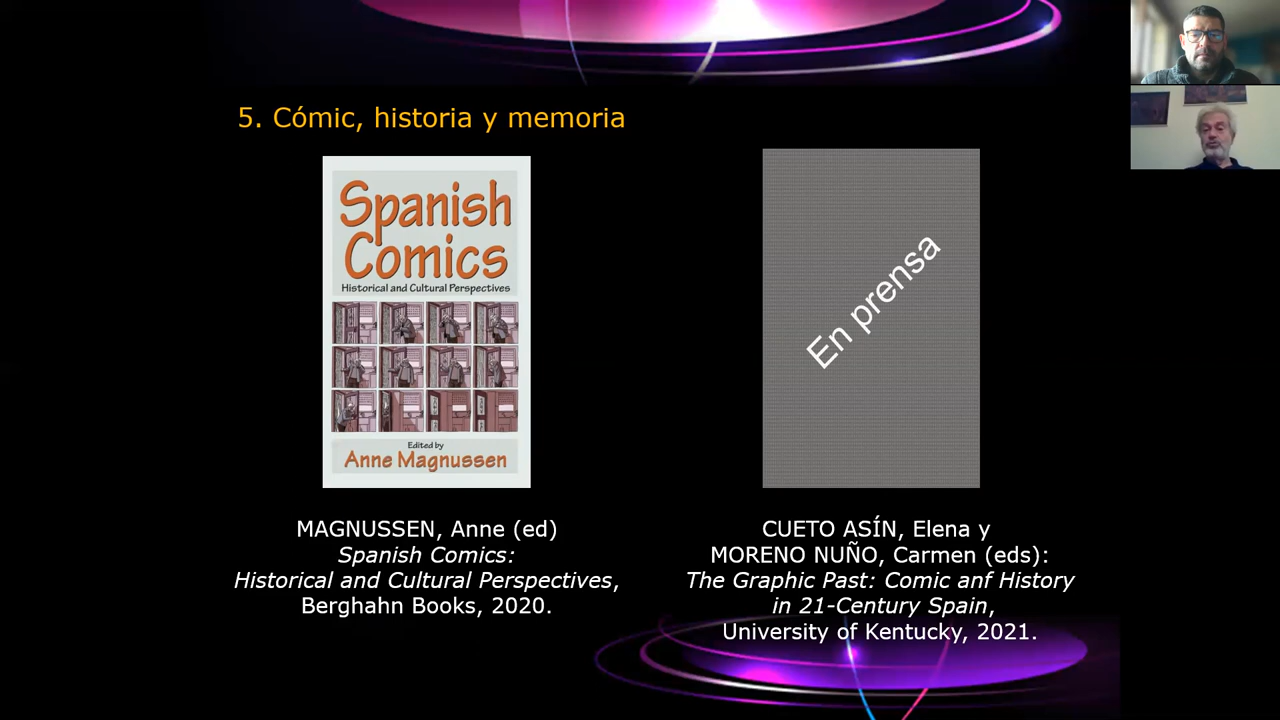 5. Cómic, historia y memoria
Spanish
Comics
Historical and Cultural Perspectives
Edited by
Anne Magnussen
En prensa
MAGNUSSEN, Anne (ed)
Spanish Comics:
Historical and Cultural Perspectives,
Berghahn Books, 2020.
CUETO ASÍN, Elena y
MORENO NUÑO, Carmen (eds):
The Graphic Past: Comic anf History
in 21-Century Spain,
University of Kentucky, 2021.